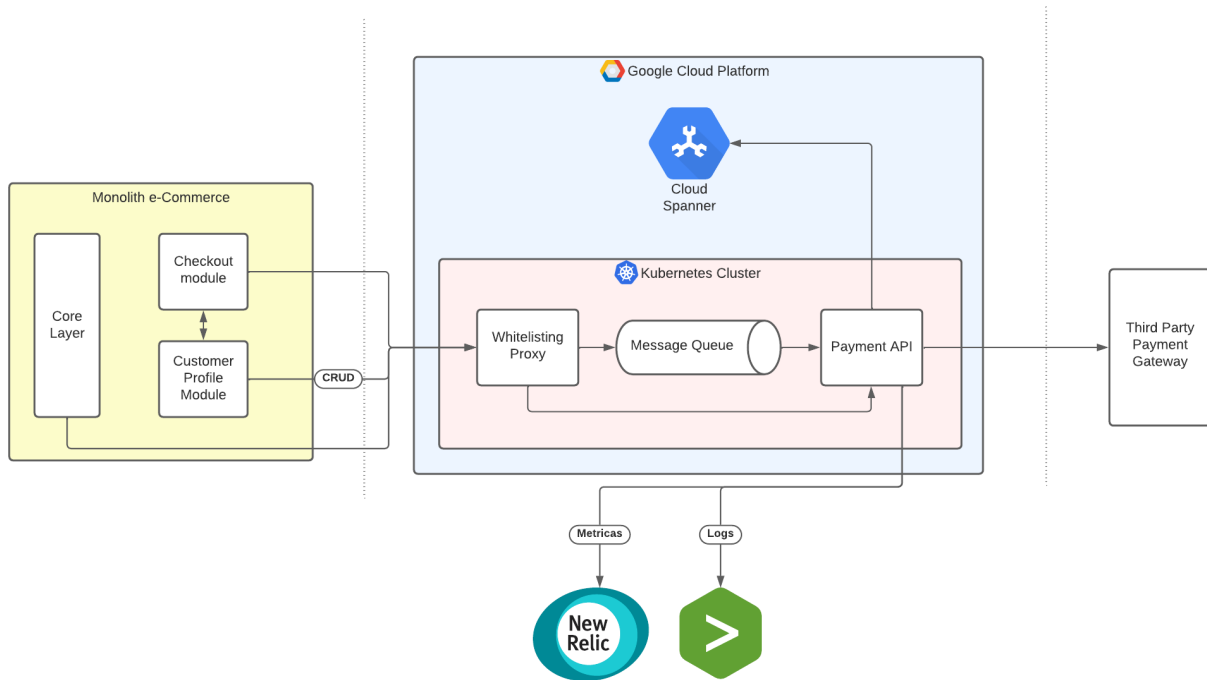 Google Cloud Platform
Cloud
Spanner
Monolith e-Commerce
Core
Layer
Checkout
module
Customer
Profile
Module
CRUD
Kubernetes Cluster
Whitelisting
Proxy
Message Queue
Payment API
Third Party
Payment
Gateway
Metricas
Logs
New
Relic